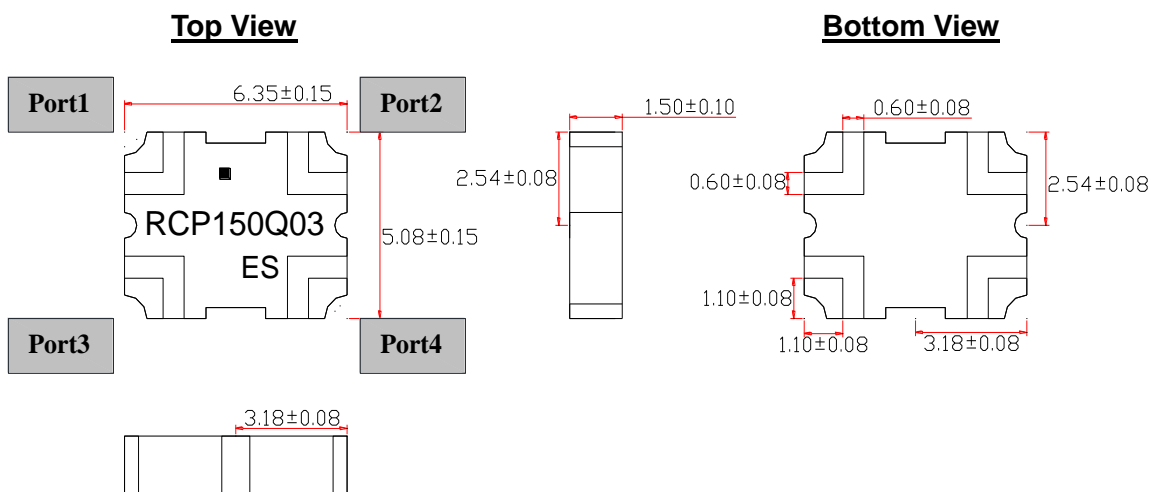 Top View
Bottom View
Port1
6.35±0.15
Port2
1.50±0.10
0.60±0.08
2.54±0.08
0.60±0.08
2.54±0.08
RCP150Q03
5.08±0.15
ES
1.10±0.08
Port3
Port4
1.10±0.08
3.18±0.08
3.18±0.08